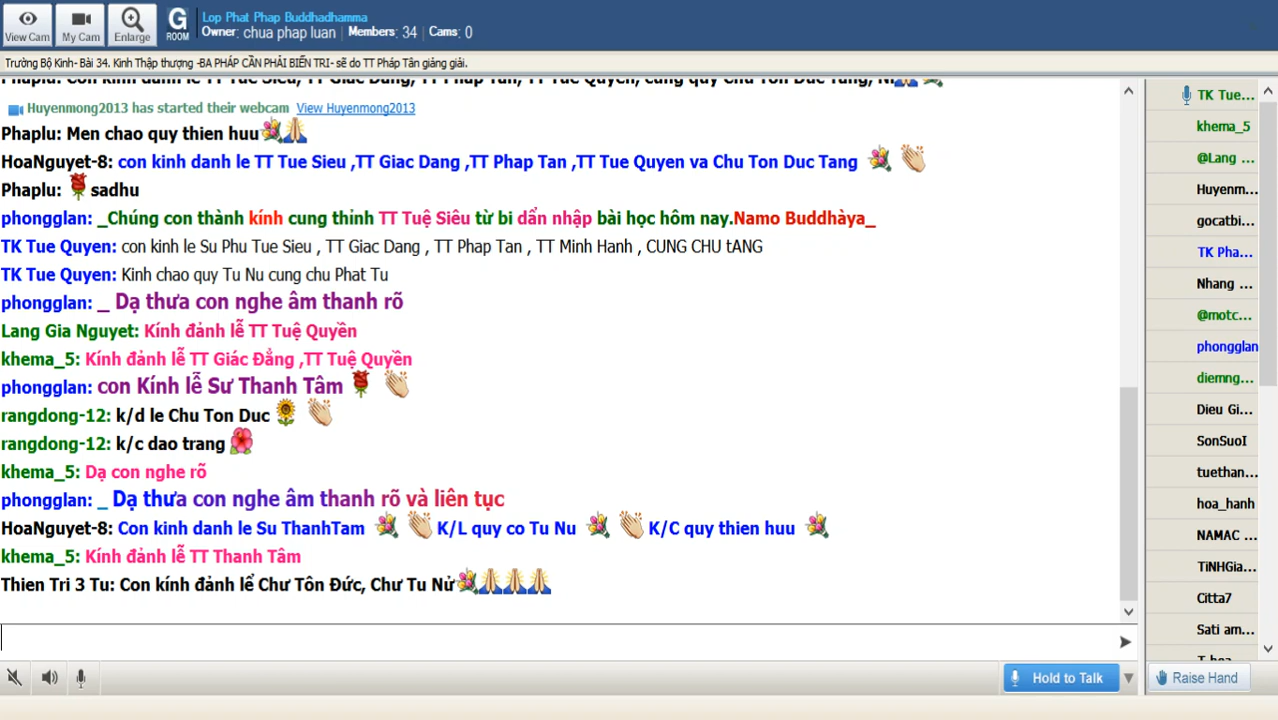 View Cam
My Cam
Enlarge
G
ROOM
Lop Phat Phap Buddhadhamma
Owner: chua phap luan | Members: 34 | Cams: 0
Trường Bộ Kinh- Bài 34. Kinh Thập thượng -BA PHÁP CẦN PHẢI BIẾN TRI- sẽ do TT Pháp Tân giảng giải.
Huyenmong2013 has started their webcam View Huyenmong2013
Phaplu: Men chao quy thien huu
HoaNguyet-8: con kinh danh le TT Tue Sieu ,TT Giac Dang ,TT Phap Tan ,TT Tue Quyen va Chu Ton Duc Tang
Phaplu: sadhu
phongglan: _Chúng con thành kính cung thỉnh TT Tuệ Siêu từ bi dẫn nhập bài học hôm nay.Namo Buddhàya_
TK Tue Quyen: con kinh le Su Phu Tue Sieu , TT Giac Dang , TT Phap Tan , TT Minh Hanh , CUNG CHU tANG
TK Tue Quyen: Kinh chao quy Tu Nu cung chu Phat Tu
phongglan: _ Dạ thưa con nghe âm thanh rõ
Lang Gia Nguyet: Kính đảnh lễ TT Tuệ Quyền
khema_5: Kính đảnh lễ TT Giác Đẳng ,TT Tuệ Quyền
phongglan: con Kính lễ Sư Thanh Tâm
rangdong-12: k/d le Chu Ton Duc
rangdong-12: k/c dao trang
khema_5: Dạ con nghe rõ
phongglan: _ Dạ thưa con nghe âm thanh rõ và liên tục
HoaNguyet-8: Con kinh danh le Su ThanhTam K/L quy co Tu Nu K/C quy thien huu
khema_5: Kính đảnh lễ TT Thanh Tâm
Thien Tri 3 Tu: Con kính đảnh lể Chư Tôn Đức, Chư Tu Nử
TK Tue...
khema_5
@Lang ...
Huyenm...
gocatbi...
TK Pha...
Nhang ...
@motc...
phongglan
diemng...
Dieu Gi...
SonSuoI
tuethan...
hoa_hanh
NAMAC ...
TiNHGia...
Citta7
Sati am...
Hold to Talk
Raise Hand